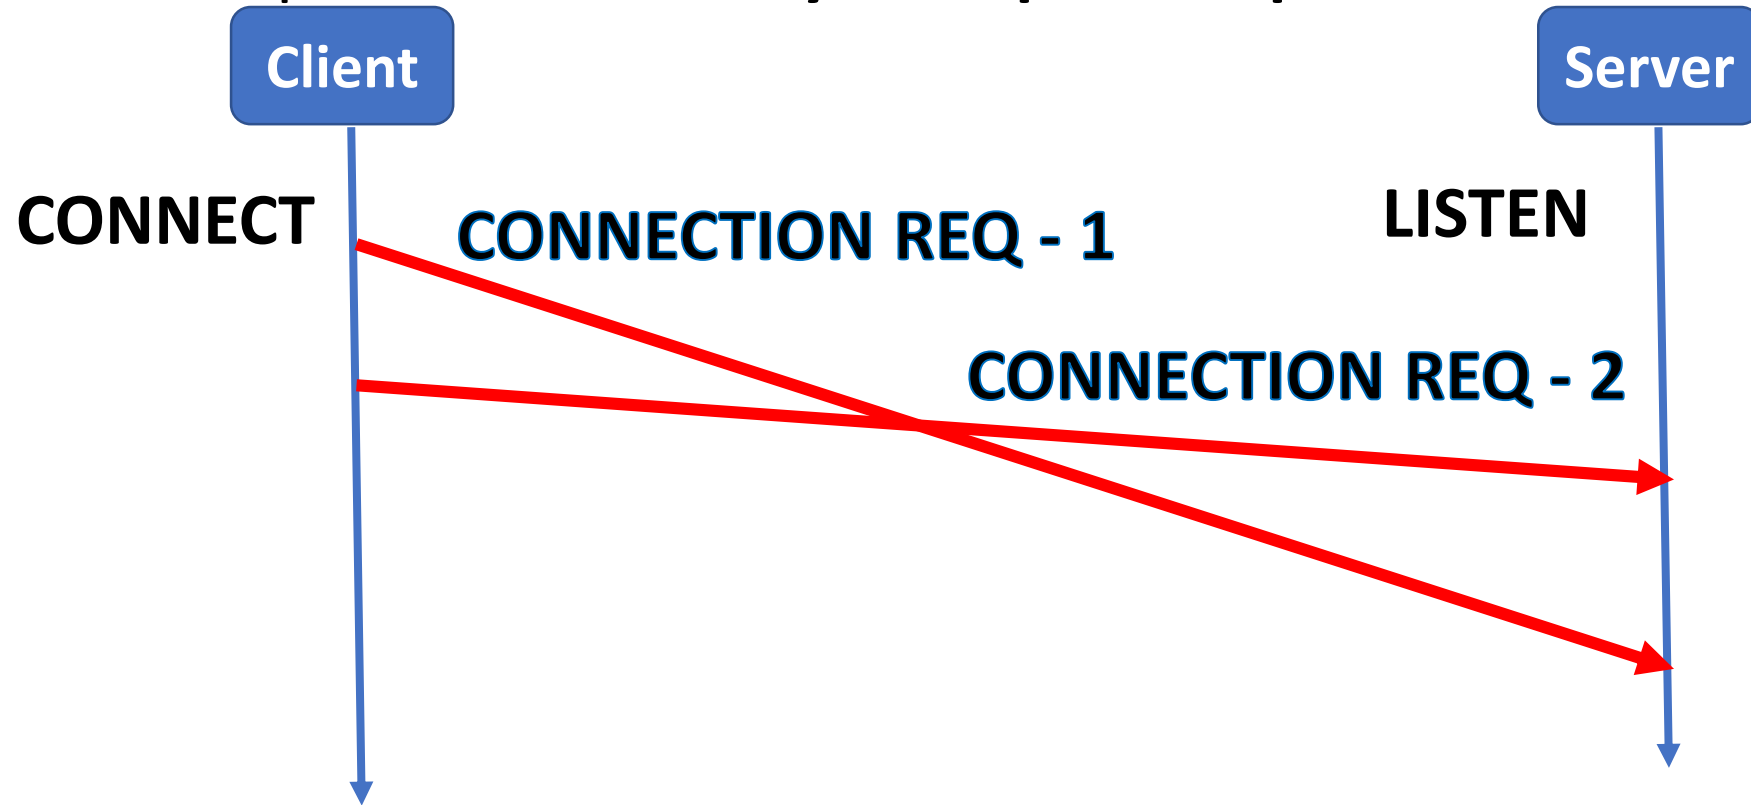 Client
Server
CONNECT
LISTEN
CONNECTION REQ - 1
CONNECTION REQ - 2